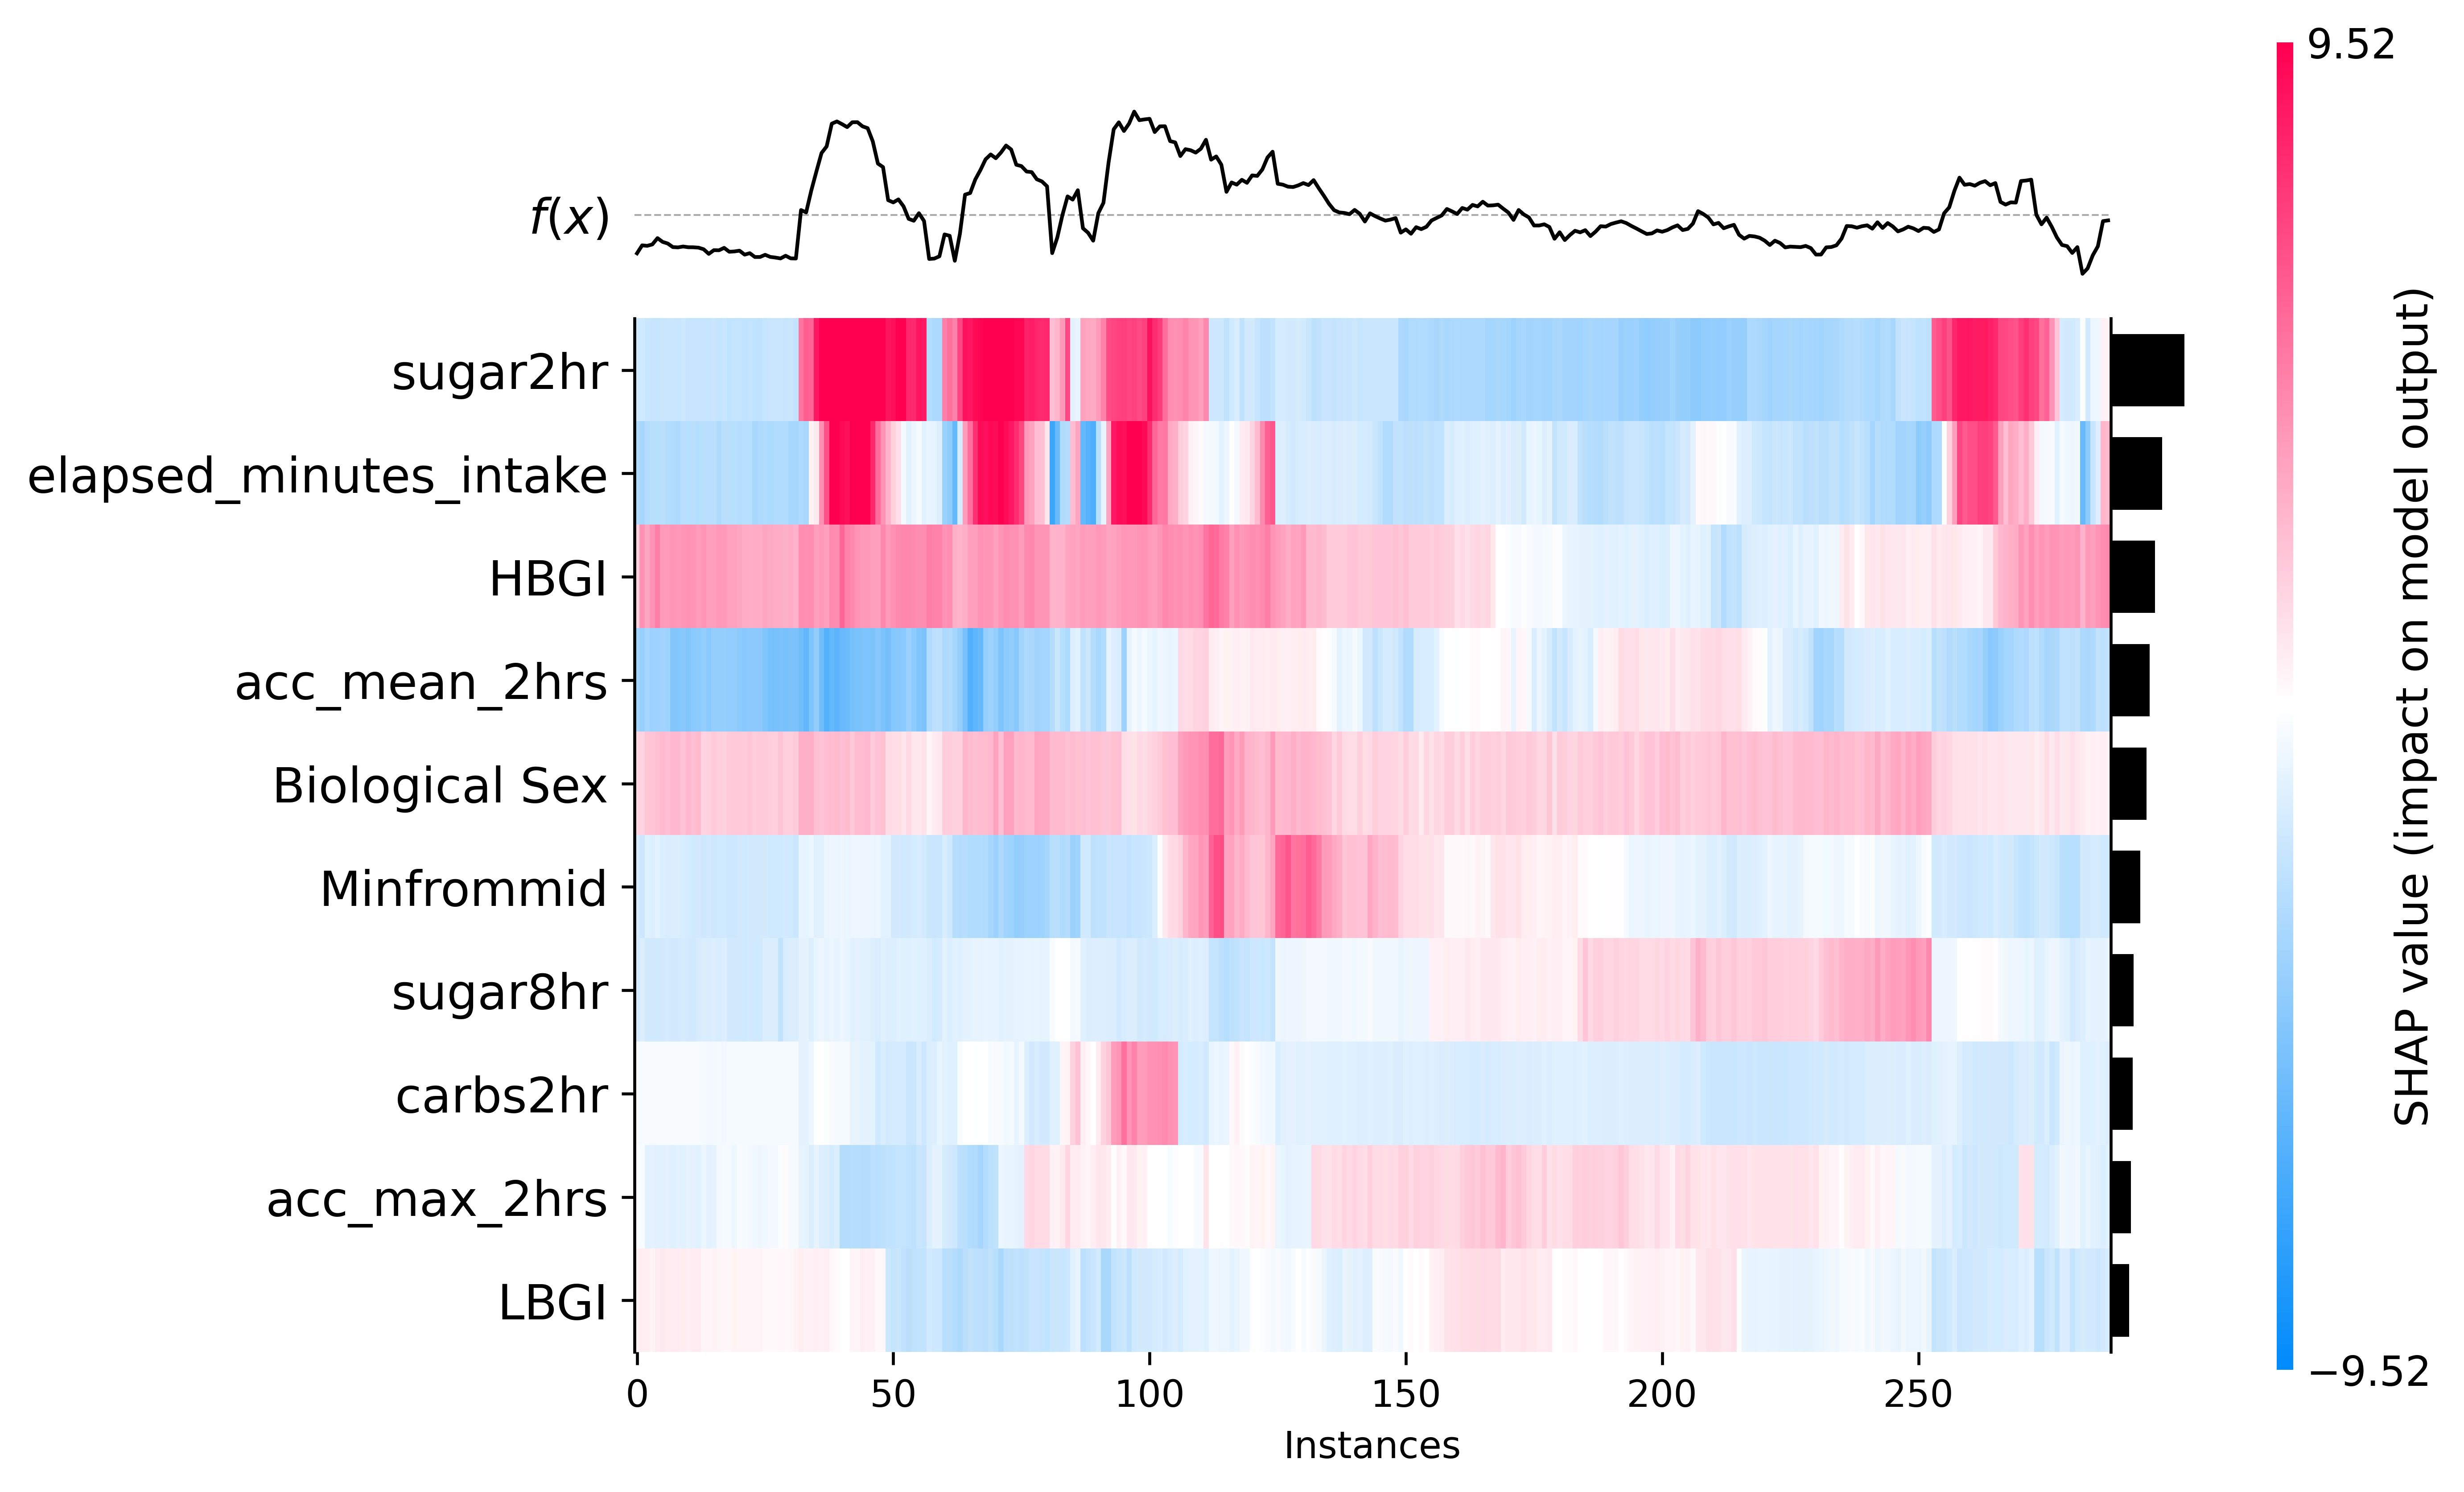 9.52
f(x)
sugar2hr
elapsed_minutes_intake
HBGI
acc_mean_2hrs
Biological Sex
Minfrommid
sugar8hr
carbs2hr
acc_max_2hrs
LBGI
0 50 100 150 200 250
Instances
SHAP value (impact on model output)
−9.52